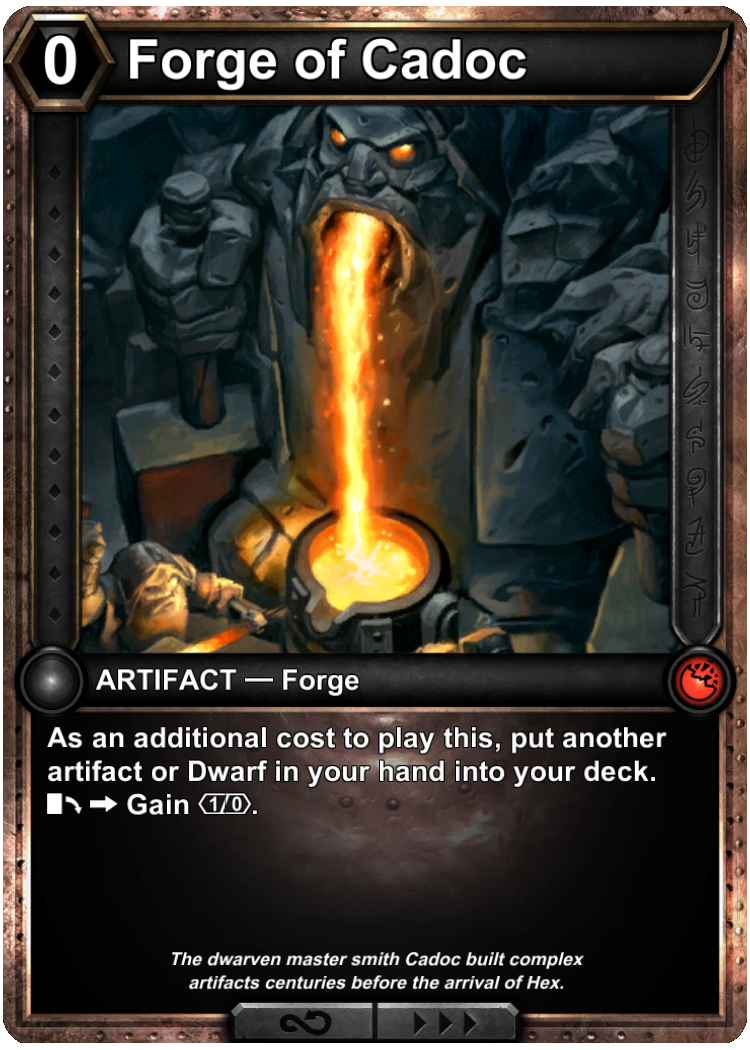 0
Forge of Cadoc
ARTIFACT — Forge
As an additional cost to play this, put another
artifact or Dwarf in your hand into your deck.
Gain 1/0.
The dwarven master smith Cadoc built complex
artifacts centuries before the arrival of Hex.